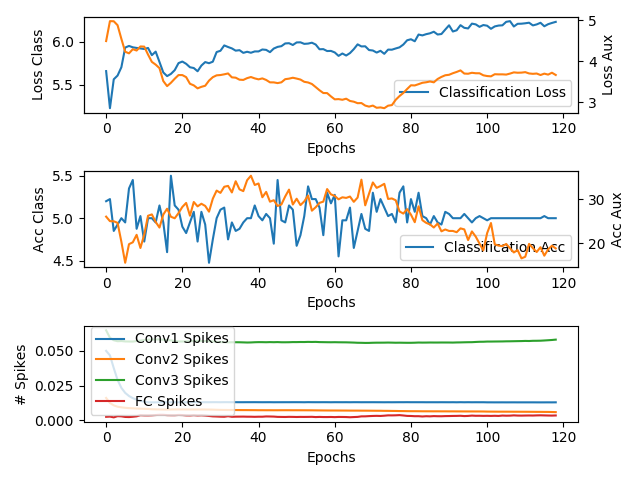 6.0
5.5
5
4
3
Loss Class
Loss Aux
Classification Loss
0 20 40 60 80 100 120
Epochs
5.5
5.0
4.5
30
20
Acc Class
Acc Aux
Classification Acc
0 20 40 60 80 100 120
Epochs
0.050
0.025
0.000
# Spikes
Conv1 Spikes
Conv2 Spikes
Conv3 Spikes
FC Spikes
0 20 40 60 80 100 120
Epochs